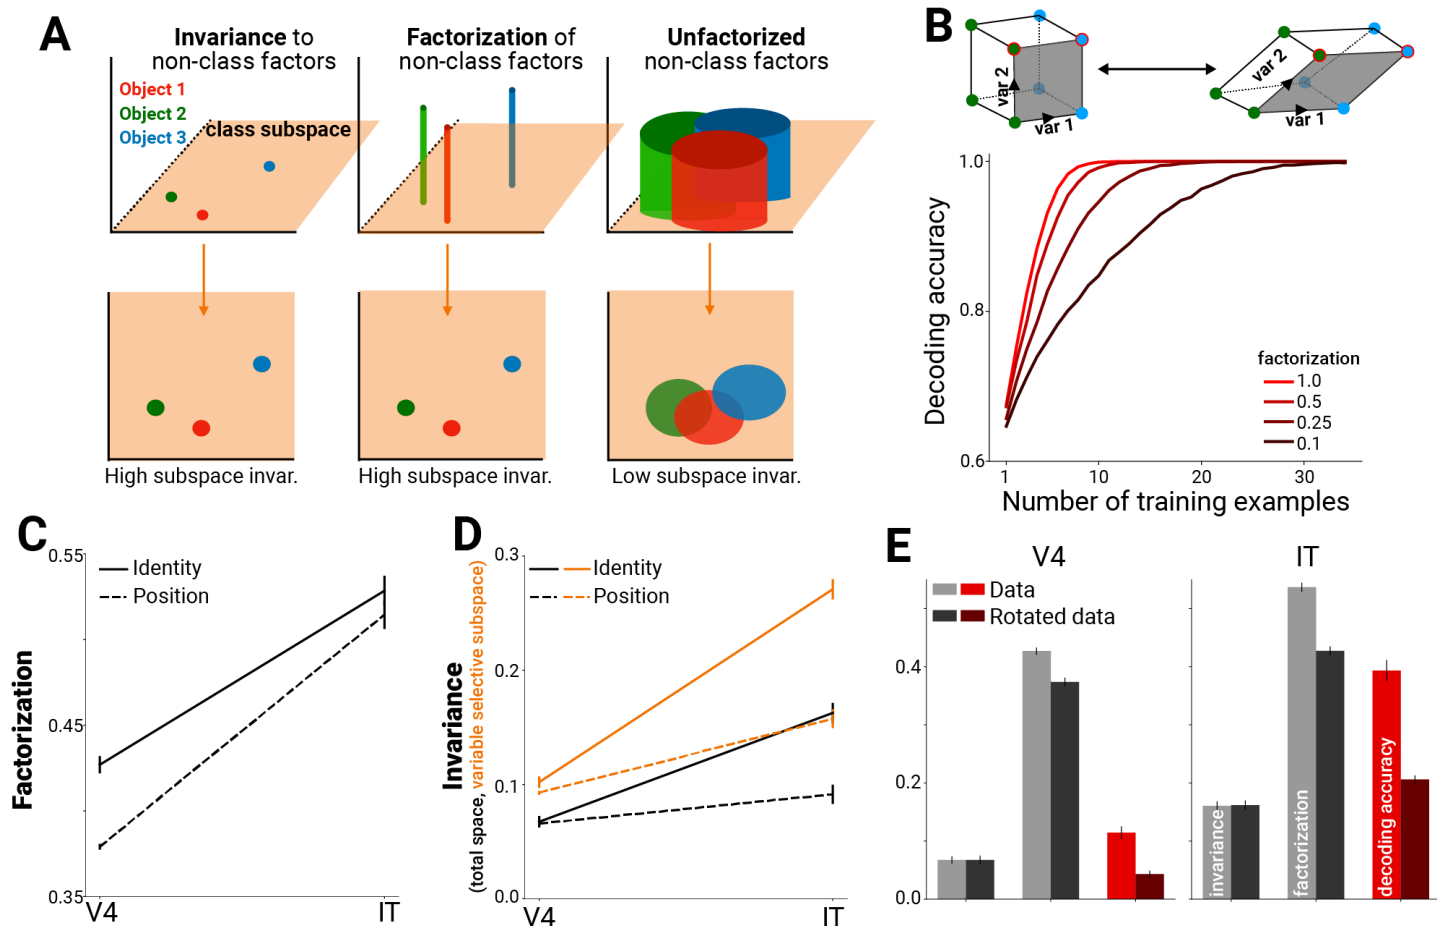 A
Invariance to
non-class factors
Object 1
Object 2
Object 3
class subspace
Factorization of
non-class factors
Unfactorized
non-class factors
High subspace invar.
High subspace invar.
Low subspace invar.
B
var 2
var 1
var 2
var 1
Decoding accuracy
1.0
0.8
0.6
factorization
1.0
0.5
0.25
0.1
1
10
20
30
Number of training examples
C
Factorization
0.55
0.45
0.35
Identity
Position
V4
IT
D
Invariance
(total space, variable selective subspace)
0.3
0.2
0.1
0.0
Identity
Position
V4
IT
E
V4
IT
Data
Rotated data
0.4
0.2
0.0
invariance
factorization
decoding accuracy